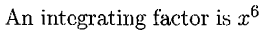 An integrating factor is $x^6$